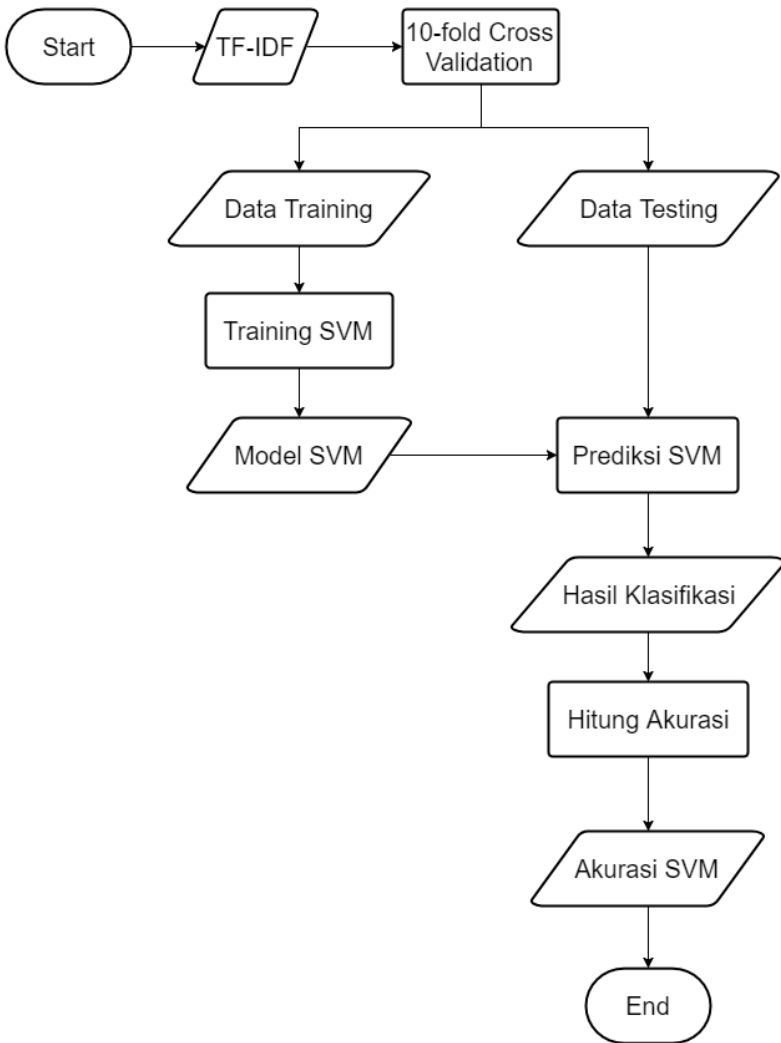 Start
TF-IDF
10-fold Cross
Validation
Data Training
Data Testing
Training SVM
Model SVM
Prediksi SVM
Hasil Klasifikasi
Hitung Akurasi
Akurasi SVM
End